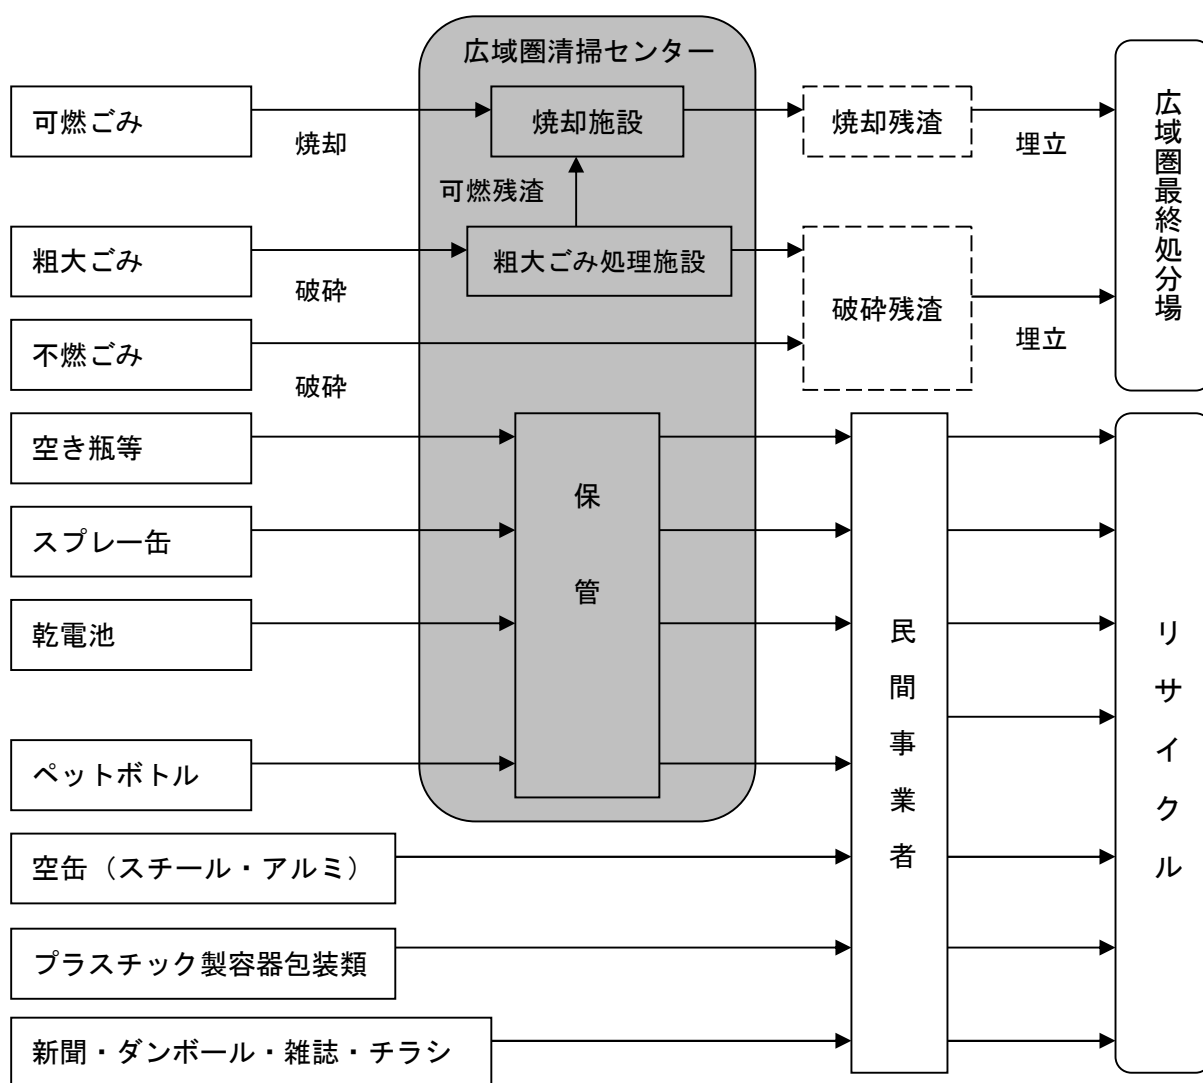 広域圏清掃センター
可燃ごみ
焼却
焼却施設
焼却残渣
埋立
広域圏最終処分場
可燃残渣
粗大ごみ
破砕
粗大ごみ処理施設
破砕残渣
埋立
不燃ごみ
破砕
空き瓶等
保管
スプレー缶
乾電池
民間事業者
リサイクル
ペットボトル
空缶（スチール・アルミ）
プラスチック製容器包装類
新聞・ダンボール・雑誌・チラシ